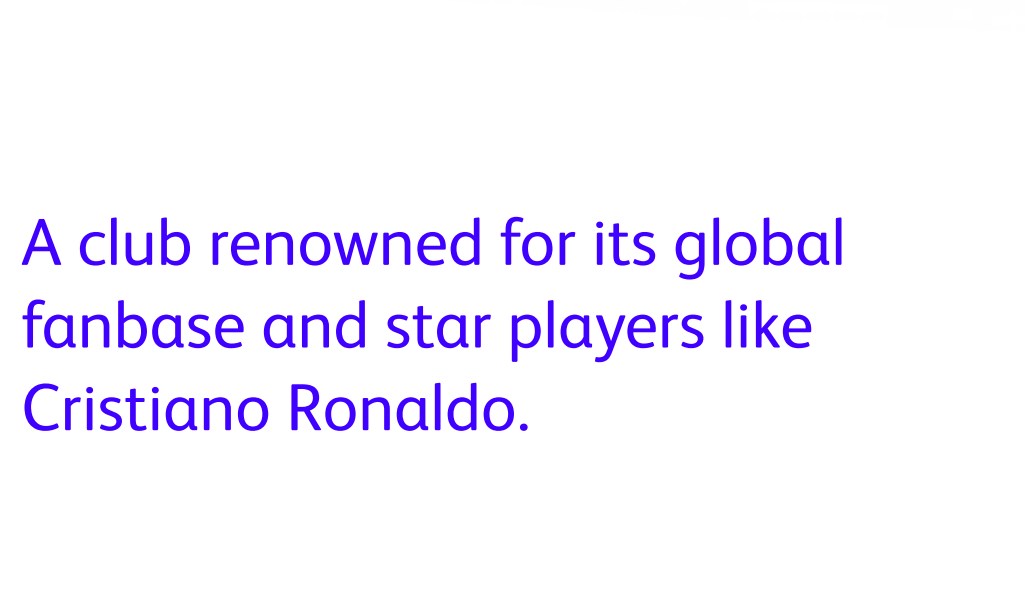 A club renowned for its global
fanbase and star players like
Cristiano Ronaldo.